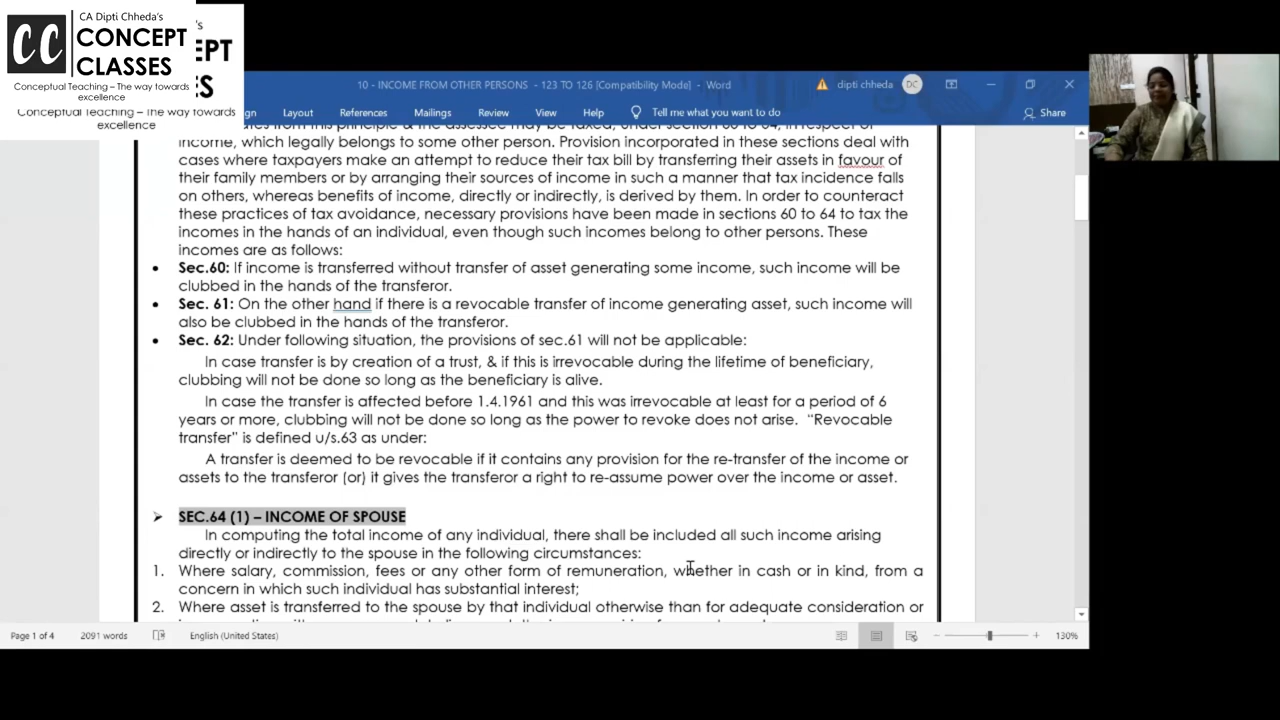 CA Dipti Chheda's
CC CONCEPT
CLASSES
Conceptual Teaching – The way towards
excellence
's
EPT
S
Conceptual Teaching – The way towards
excellence
10 - INCOME FROM OTHER PERSONS - 123 TO 126 [Compatibility Mode] - Word
dipti chheda DC
gn Layout References Mailings Review View Help Tell me what you want to do Share
income, which legally belongs to some other person. Provision incorporated in these sections deal with
cases where taxpayers make an attempt to reduce their tax bill by transferring their assets in favour of
their family members or by arranging their sources of income in such a manner that tax incidence falls
on others, whereas benefits of income, directly or indirectly, is derived by them. In order to counteract
these practices of tax avoidance, necessary provisions have been made in sections 60 to 64 to tax the
incomes in the hands of an individual, even though such incomes belong to other persons. These
incomes are as follows:
• Sec.60: If income is transferred without transfer of asset generating some income, such income will be
clubbed in the hands of the transferor.
• Sec. 61: On the other hand if there is a revocable transfer of income generating asset, such income will
also be clubbed in the hands of the transferor.
• Sec. 62: Under following situation, the provisions of sec.61 will not be applicable:
In case transfer is by creation of a trust, & if this is irrevocable during the lifetime of beneficiary,
clubbing will not be done so long as the beneficiary is alive.
In case the transfer is affected before 1.4.1961 and this was irrevocable at least for a period of 6
years or more, clubbing will not be done so long as the power to revoke does not arise. “Revocable
transfer” is defined u/s.63 as under:
A transfer is deemed to be revocable if it contains any provision for the re-transfer of the income or
assets to the transferor (or) it gives the transferor a right to re-assume power over the income or asset.
➢ SEC.64 (1) – INCOME OF SPOUSE
In computing the total income of any individual, there shall be included all such income arising
directly or indirectly to the spouse in the following circumstances:
1. Where salary, commission, fees or any other form of remuneration, whether in cash or in kind, from a
concern in which such individual has substantial interest;
2. Where asset is transferred to the spouse by that individual otherwise than for adequate consideration or
Page 1 of 4 2091 words English (United States) 130%